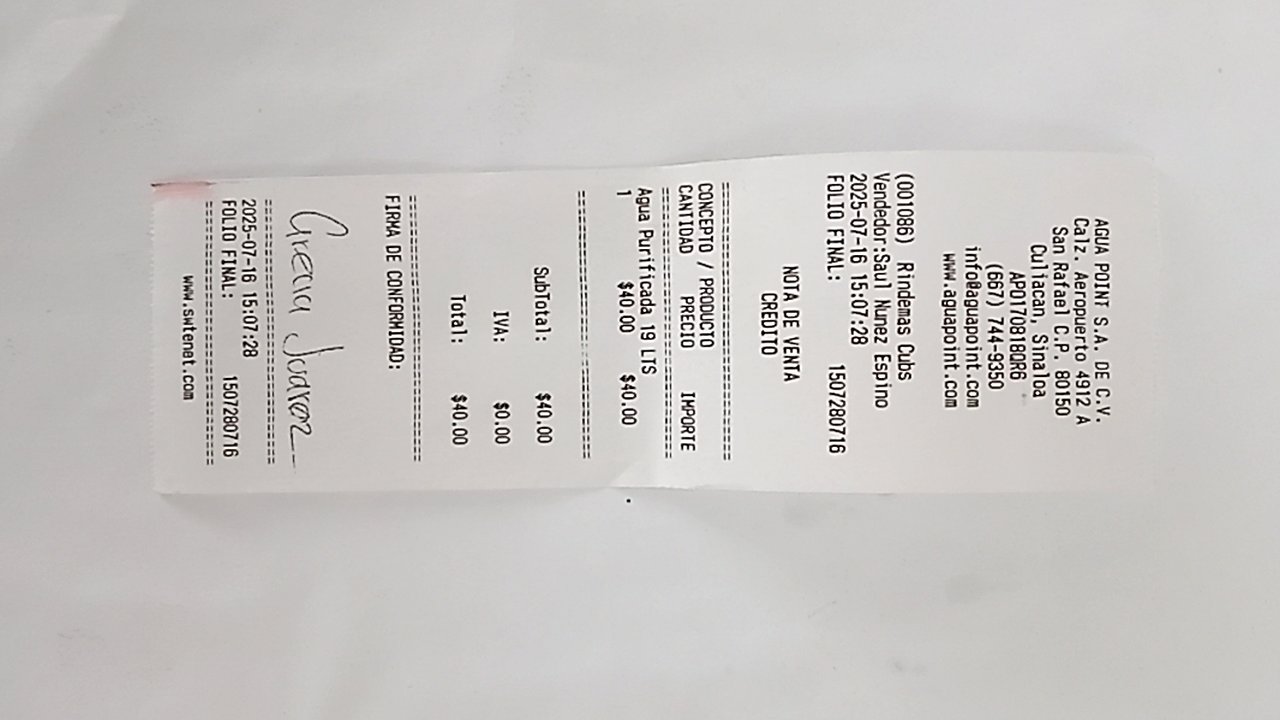 AGUA POINT S.A. DE C.V.
Calz. Aeropuerto 4912 A
San Rafael C.P. 80150
Culiacan, Sinaloa
APO170818QR6
(667) 744-9350
info@aguapoint.com
www.aguapoint.com
(001086) Rindemas Cubs
Vendedor:Saul Nunez Espino
2025-07-16 15:07:28
FOLIO FINAL: 1507280716
NOTA DE VENTA
CREDITO
================================
CONCEPTO / PRODUCTO
CANTIDAD PRECIO IMPORTE
================================
Agua Purificada 19 LTS
1 $40.00 $40.00
================================
SubTotal: $40.00
IVA: $0.00
Total: $40.00
================================
FIRMA DE CONFORMIDAD:
Grecia Juarez
================================
2025-07-16 15:07:28
FOLIO FINAL: 1507280716
================================
www.swtenet.com